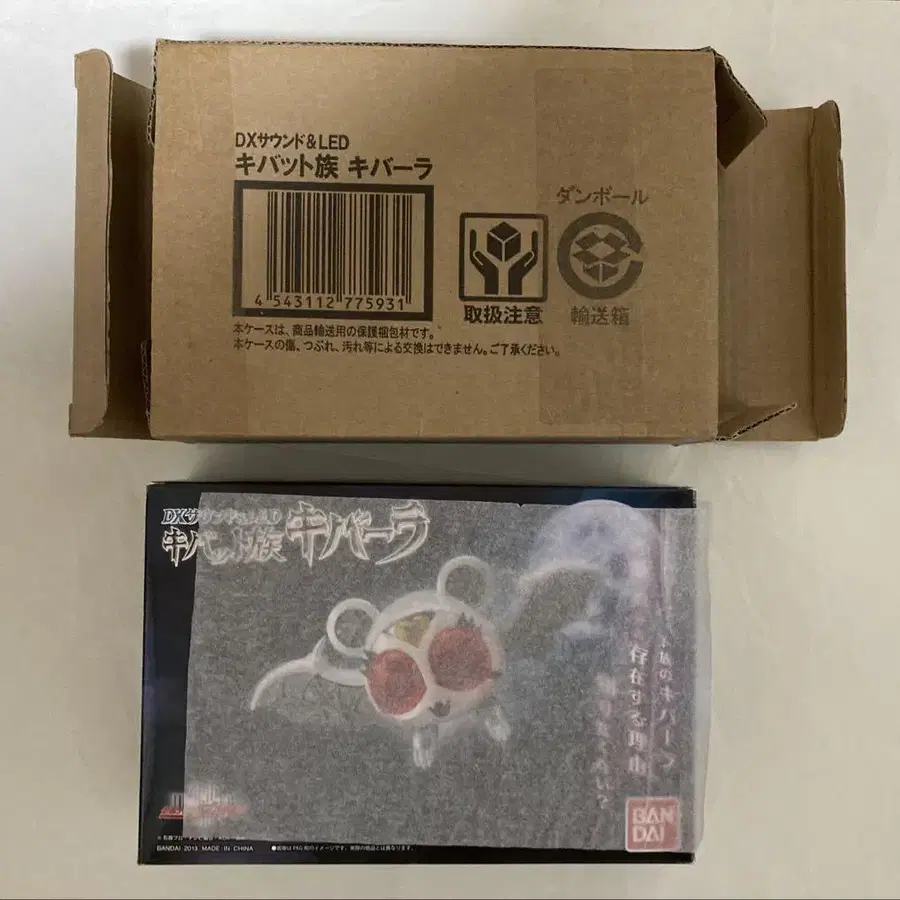 DXサウンド&LED
キバット族 キバーラ
4 543112 775931
取扱注意
ダンボール
輸送箱
本ケースは、商品輸送用の保護梱包材です。
本ケースの傷、つぶれ、汚れ等による交換はできません。ご了承ください。
DXサウンド&LED
キバット族 キバーラ
存在する理由
BAN
DAI
BANDAI 2013 MADE IN CHINA